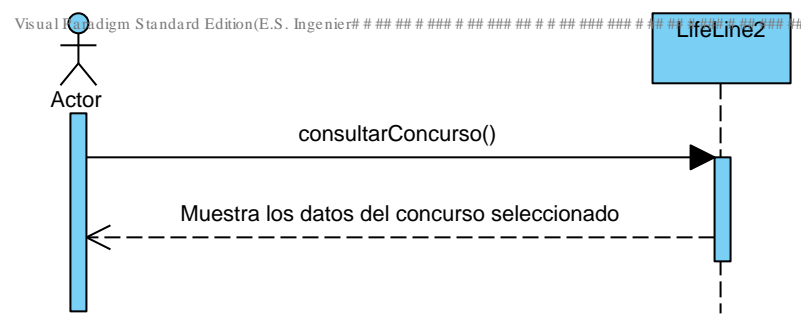 Visual Paradigm Standard Edition(E.S. Ingenier# # ## ## # ### # ## ### ## # # ## ### ### #
LifeLine2
Actor
consultarConcurso()
Muestra los datos del concurso seleccionado